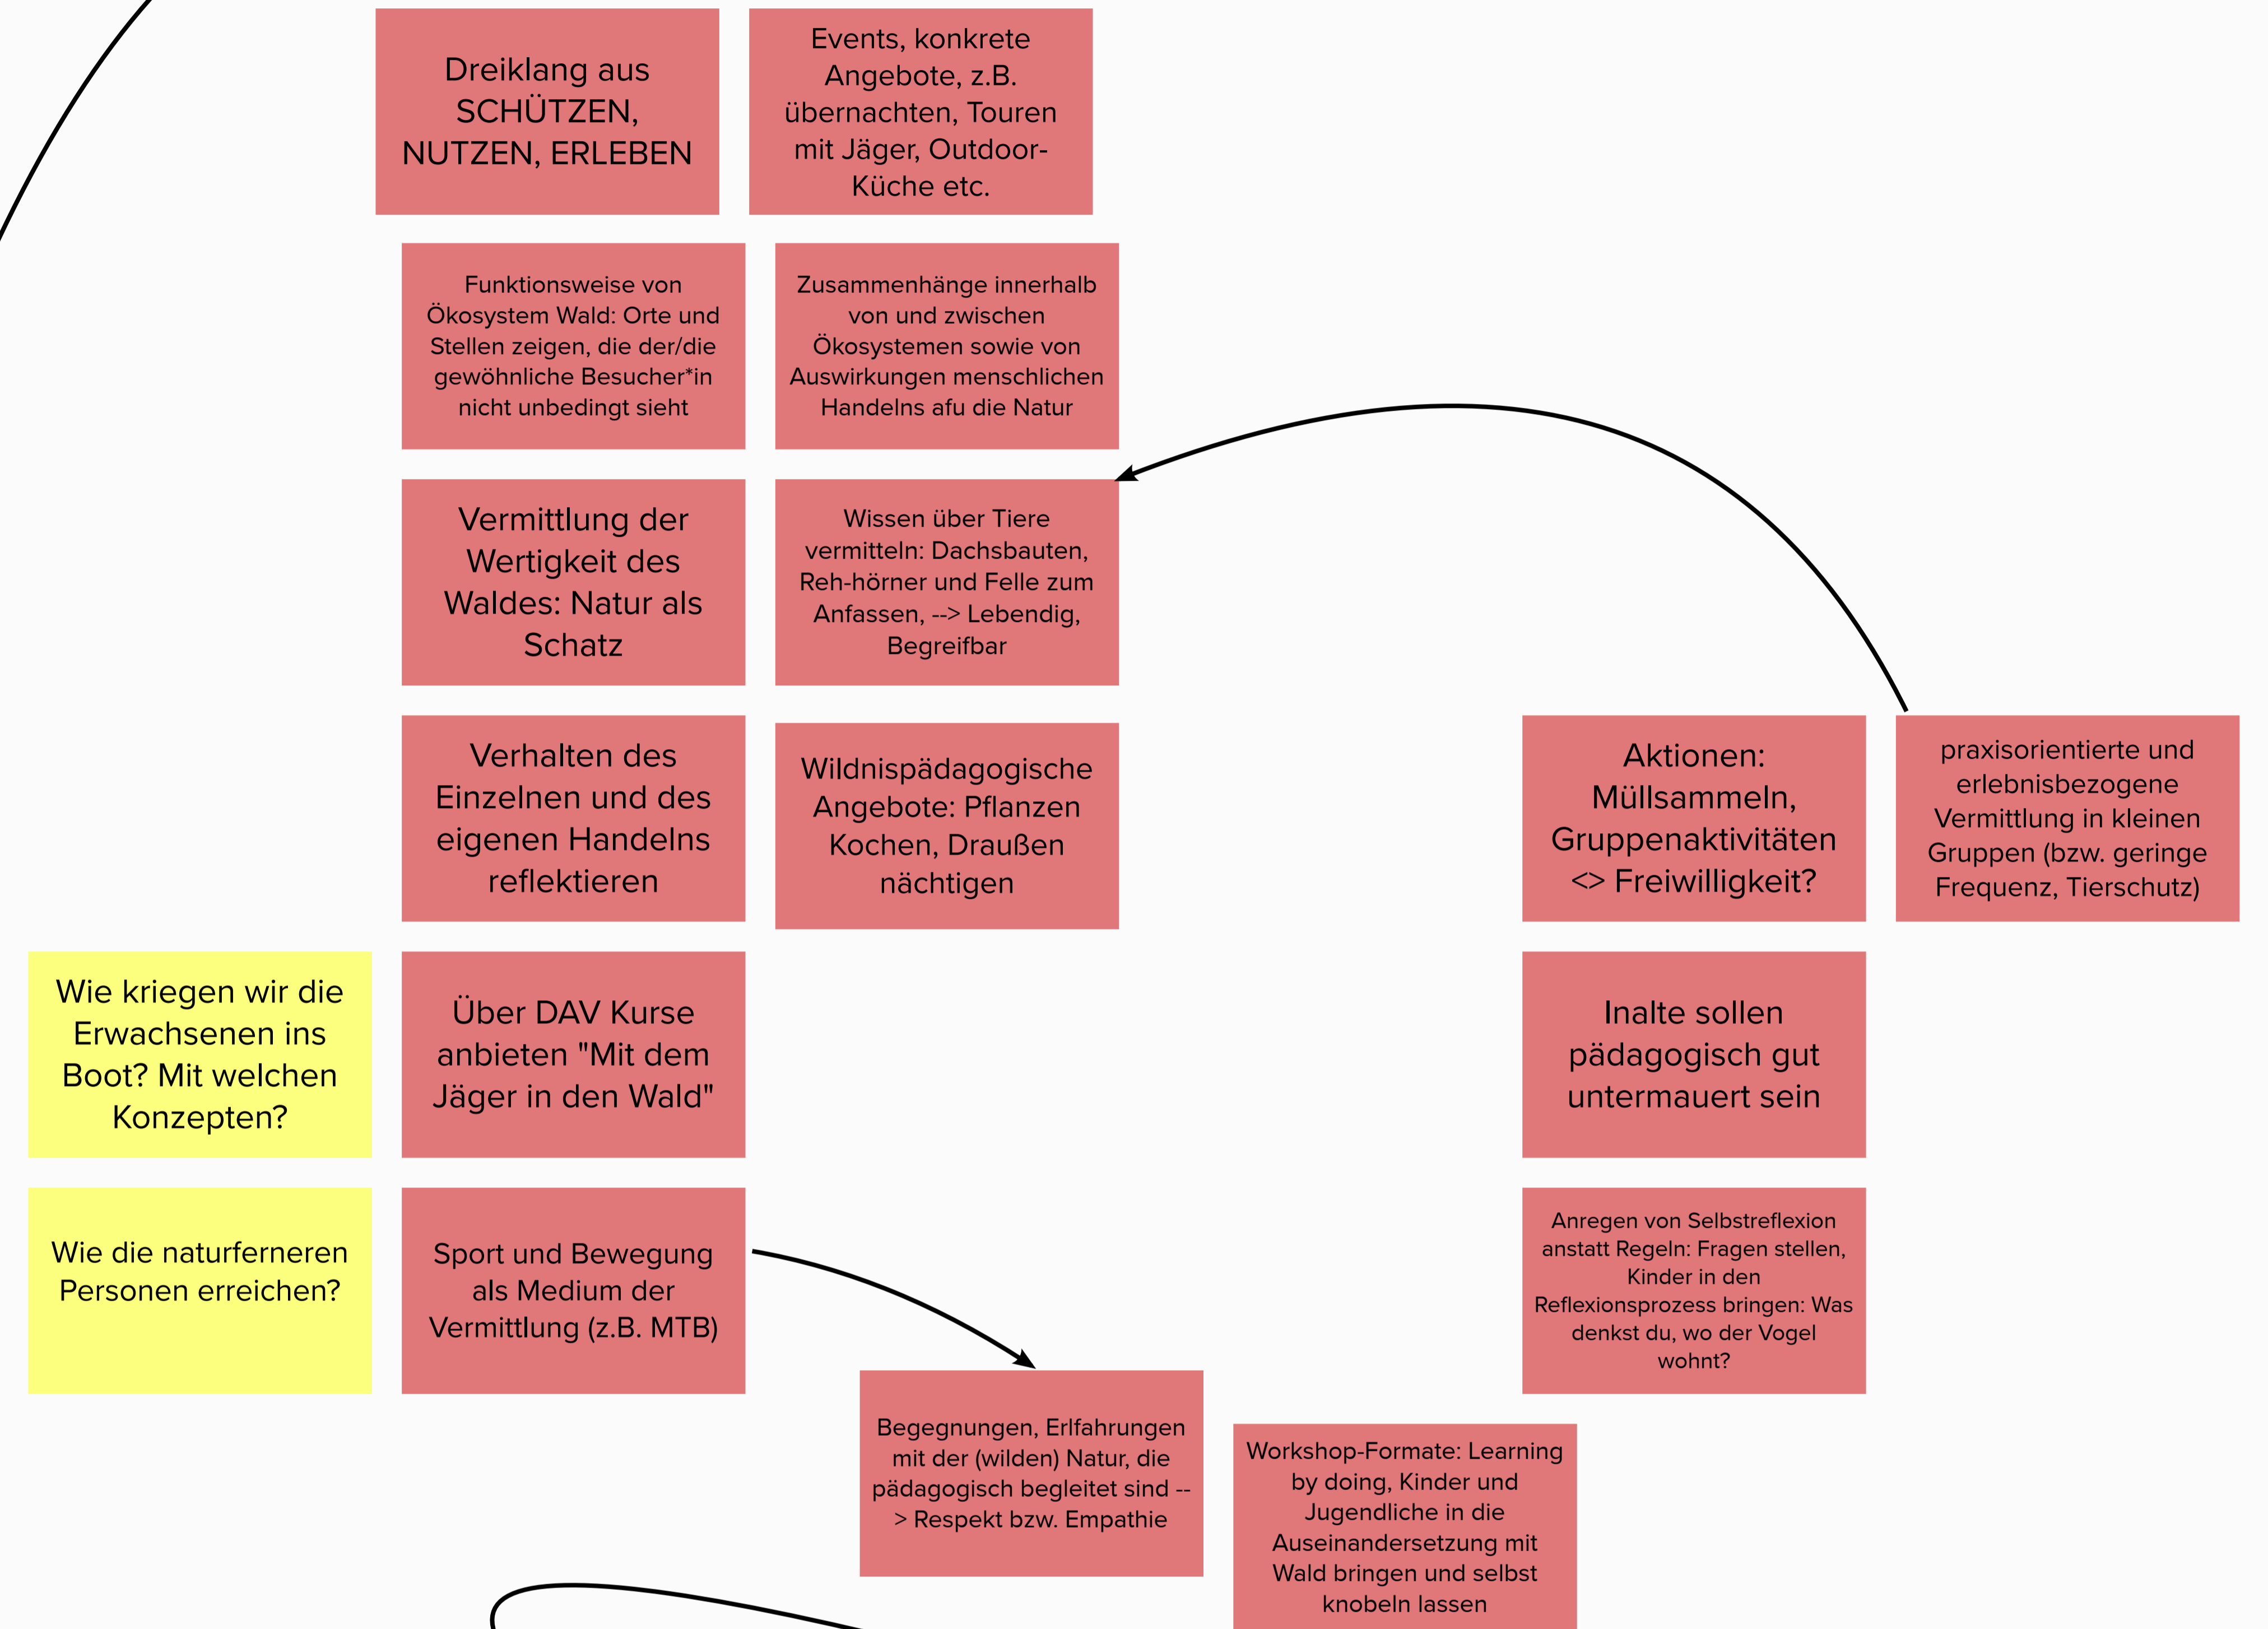 Dreiklang aus
SCHÜTZEN,
NUTZEN, ERLEBEN
Events, konkrete
Angebote, z.B.
übernachten, Touren
mit Jäger, Outdoor-
Küche etc.
Funktionsweise von
Ökosystem Wald: Orte und
Stellen zeigen, die der/die
gewöhnliche Besucher*in
nicht unbedingt sieht
Zusammenhänge innerhalb
von und zwischen
Ökosystemen sowie von
Auswirkungen menschlichen
Handelns afu die Natur
Vermittlung der
Wertigkeit des
Waldes: Natur als
Schatz
Wissen über Tiere
vermitteln: Dachsbauten,
Reh-hörner und Felle zum
Anfassen, --> Lebendig,
Begreifbar
Verhalten des
Einzelnen und des
eigenen Handelns
reflektieren
Wildnispädagogische
Angebote: Pflanzen
Kochen, Draußen
nächtigen
Aktionen:
Müllsammeln,
Gruppenaktivitäten
<> Freiwilligkeit?
praxisorientierte und
erlebnisbezogene
Vermittlung in kleinen
Gruppen (bzw. geringe
Frequenz, Tierschutz)
Wie kriegen wir die
Erwachsenen ins
Boot? Mit welchen
Konzepten?
Über DAV Kurse
anbieten "Mit dem
Jäger in den Wald"
Inalte sollen
pädagogisch gut
untermauert sein
Wie die naturferneren
Personen erreichen?
Sport und Bewegung
als Medium der
Vermittlung (z.B. MTB)
Anregen von Selbstreflexion
anstatt Regeln: Fragen stellen,
Kinder in den
Reflexionsprozess bringen: Was
denkst du, wo der Vogel
wohnt?
Begegnungen, Erlfahrungen
mit der (wilden) Natur, die
pädagogisch begleitet sind --
> Respekt bzw. Empathie
Workshop-Formate: Learning
by doing, Kinder und
Jugendliche in die
Auseinandersetzung mit
Wald bringen und selbst
knobeln lassen